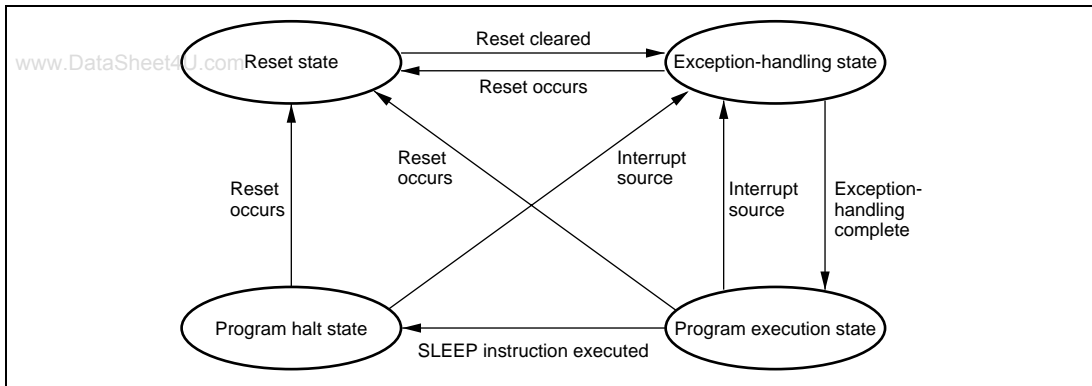 www.DataSheet4U.com
Reset state
Reset cleared
Exception-handling state
Reset occurs
Reset
occurs
Reset
occurs
Interrupt
source
Interrupt
source
Exception-
handling
complete
Program halt state
SLEEP instruction executed
Program execution state